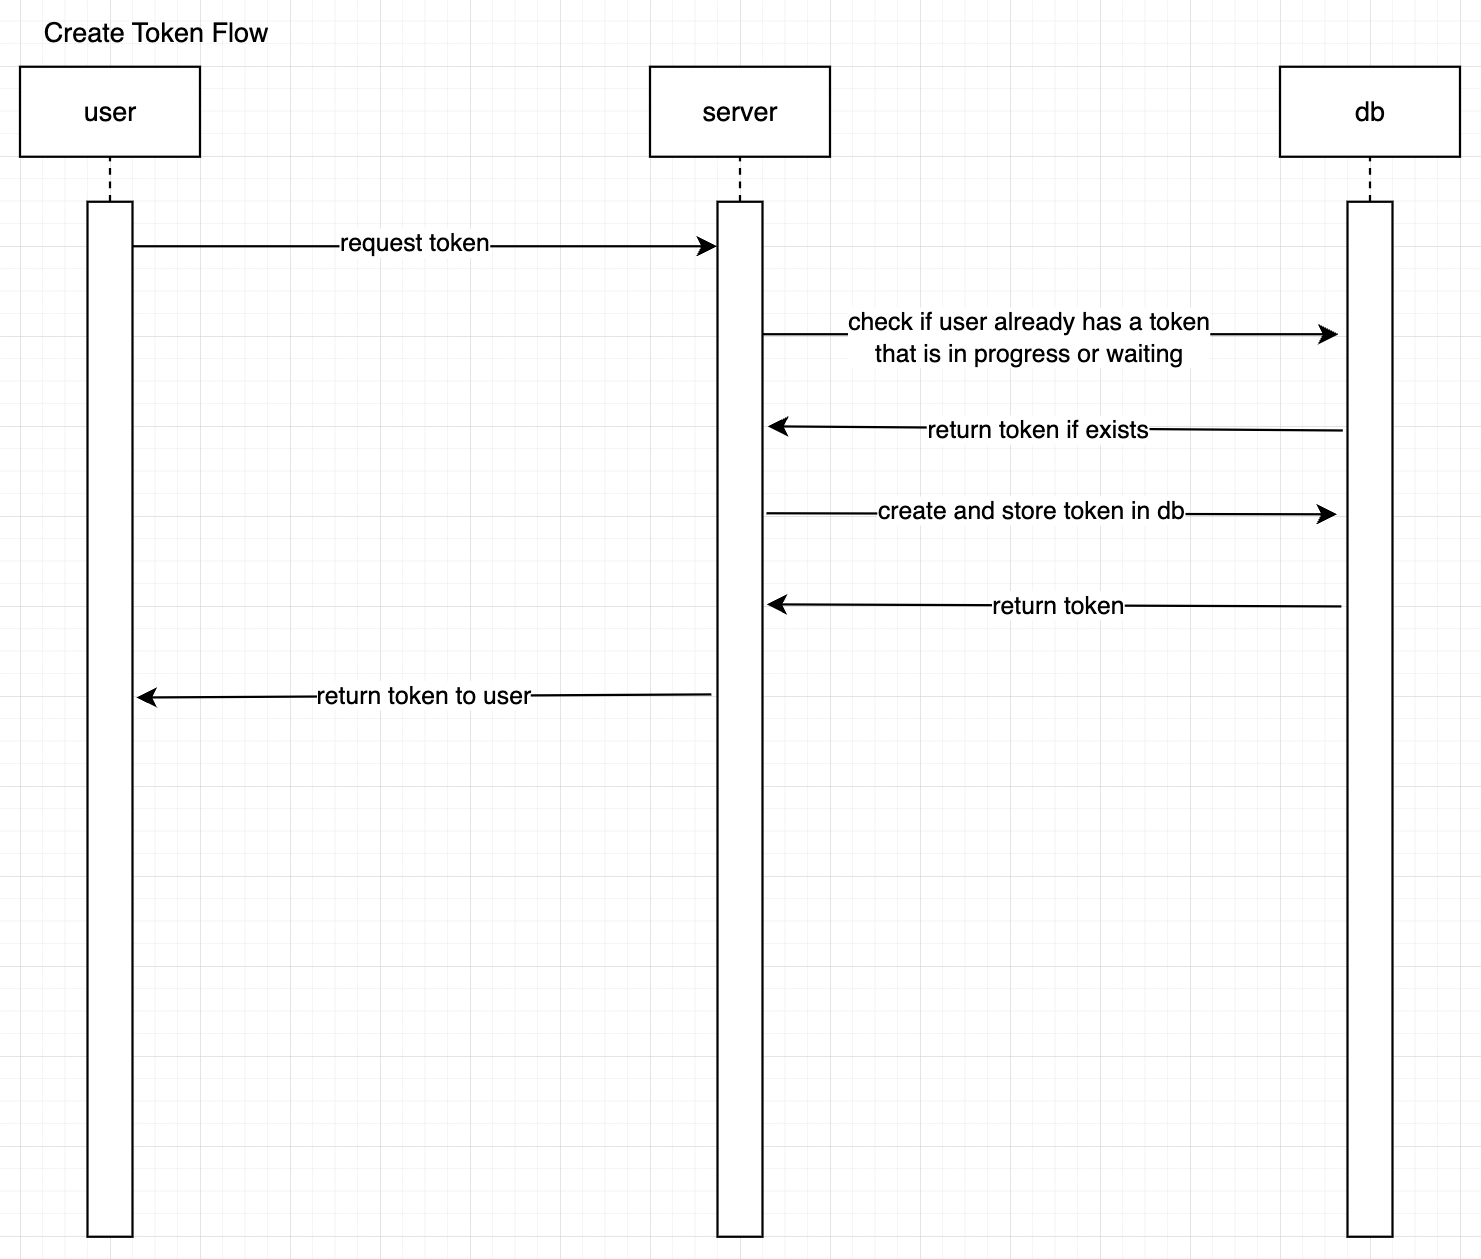 Create Token Flow
user
server
db
request token
check if user already has a token
that is in progress or waiting
return token if exists
create and store token in db
return token
return token to user